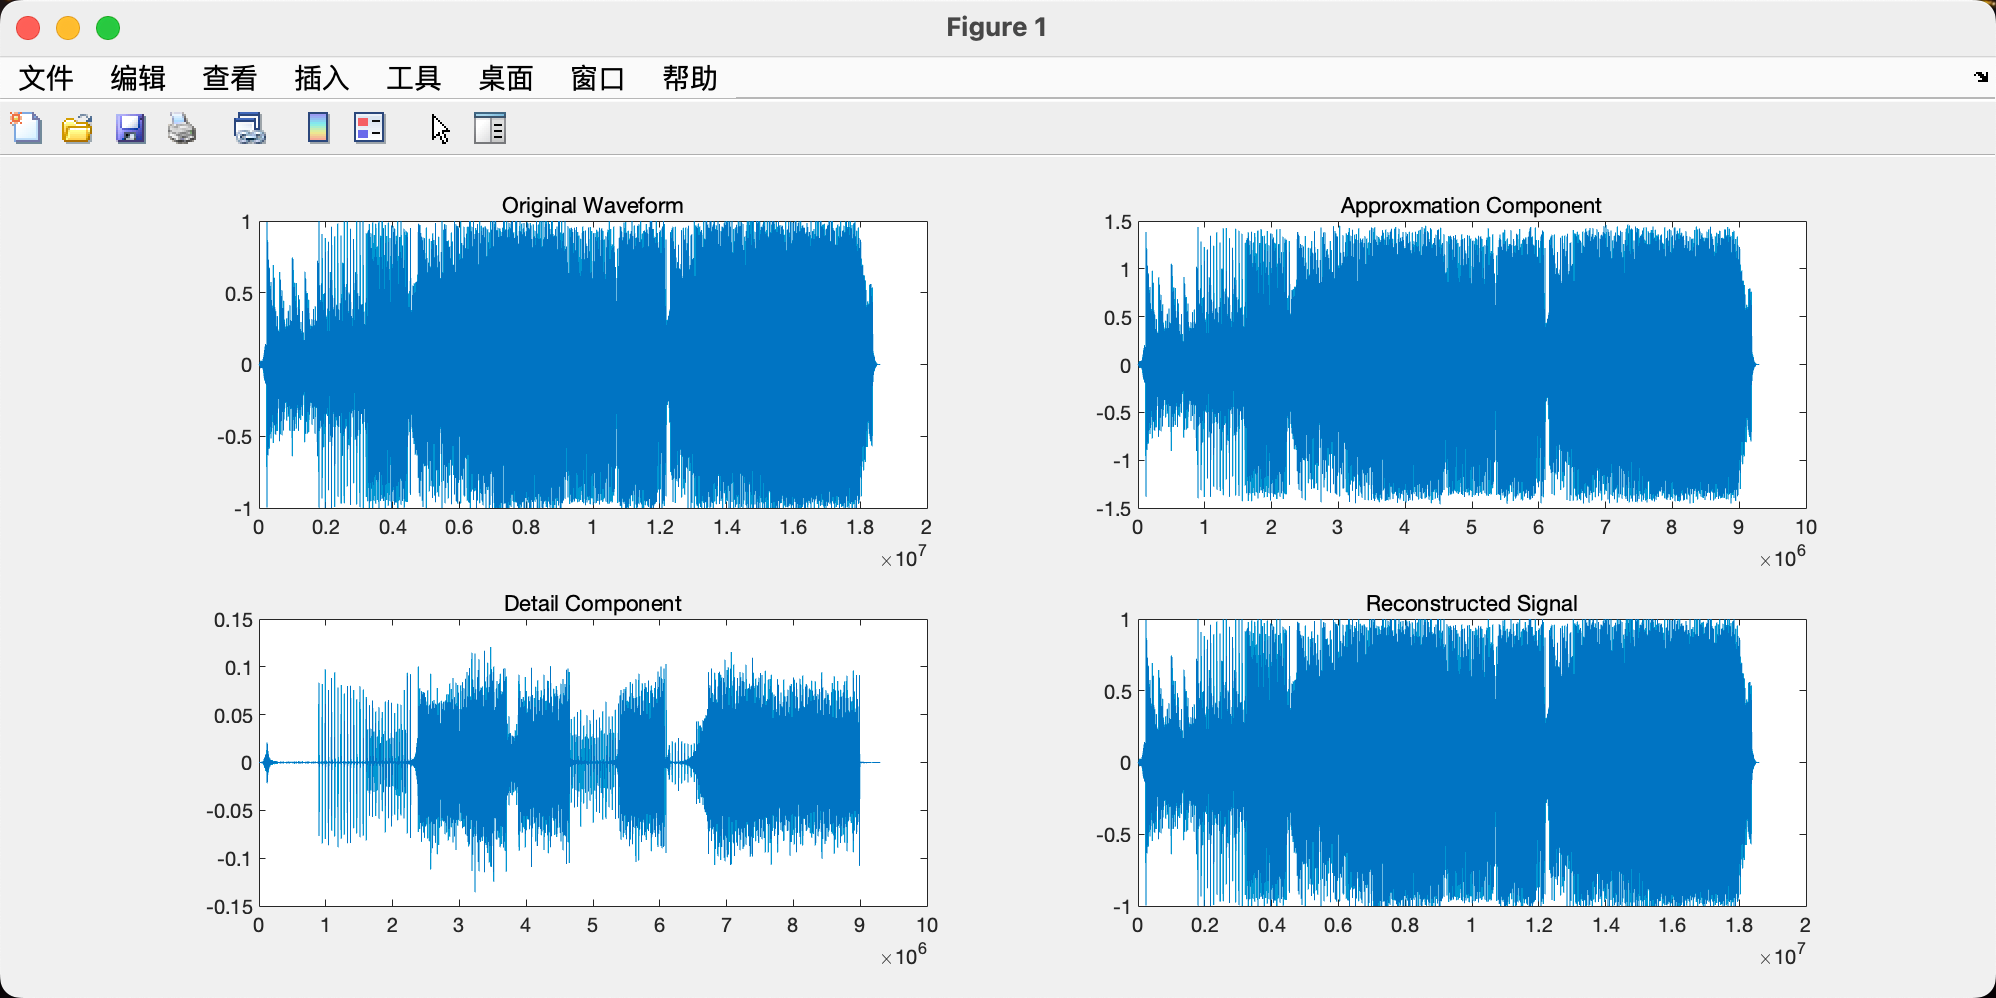 Figure 1
文件 编辑 查看 插入 工具 桌面 窗口 帮助
Original Waveform
1
0.5
0
-0.5
-1
0 0.2 0.4 0.6 0.8 1 1.2 1.4 1.6 1.8 2
×10^7
Approxmation Component
1.5
1
0.5
0
-0.5
-1
-1.5
0 1 2 3 4 5 6 7 8 9 10
×10^6
Detail Component
0.15
0.1
0.05
0
-0.05
-0.1
-0.15
0 1 2 3 4 5 6 7 8 9 10
×10^6
Reconstructed Signal
1
0.5
0
-0.5
-1
0 0.2 0.4 0.6 0.8 1 1.2 1.4 1.6 1.8 2
×10^7